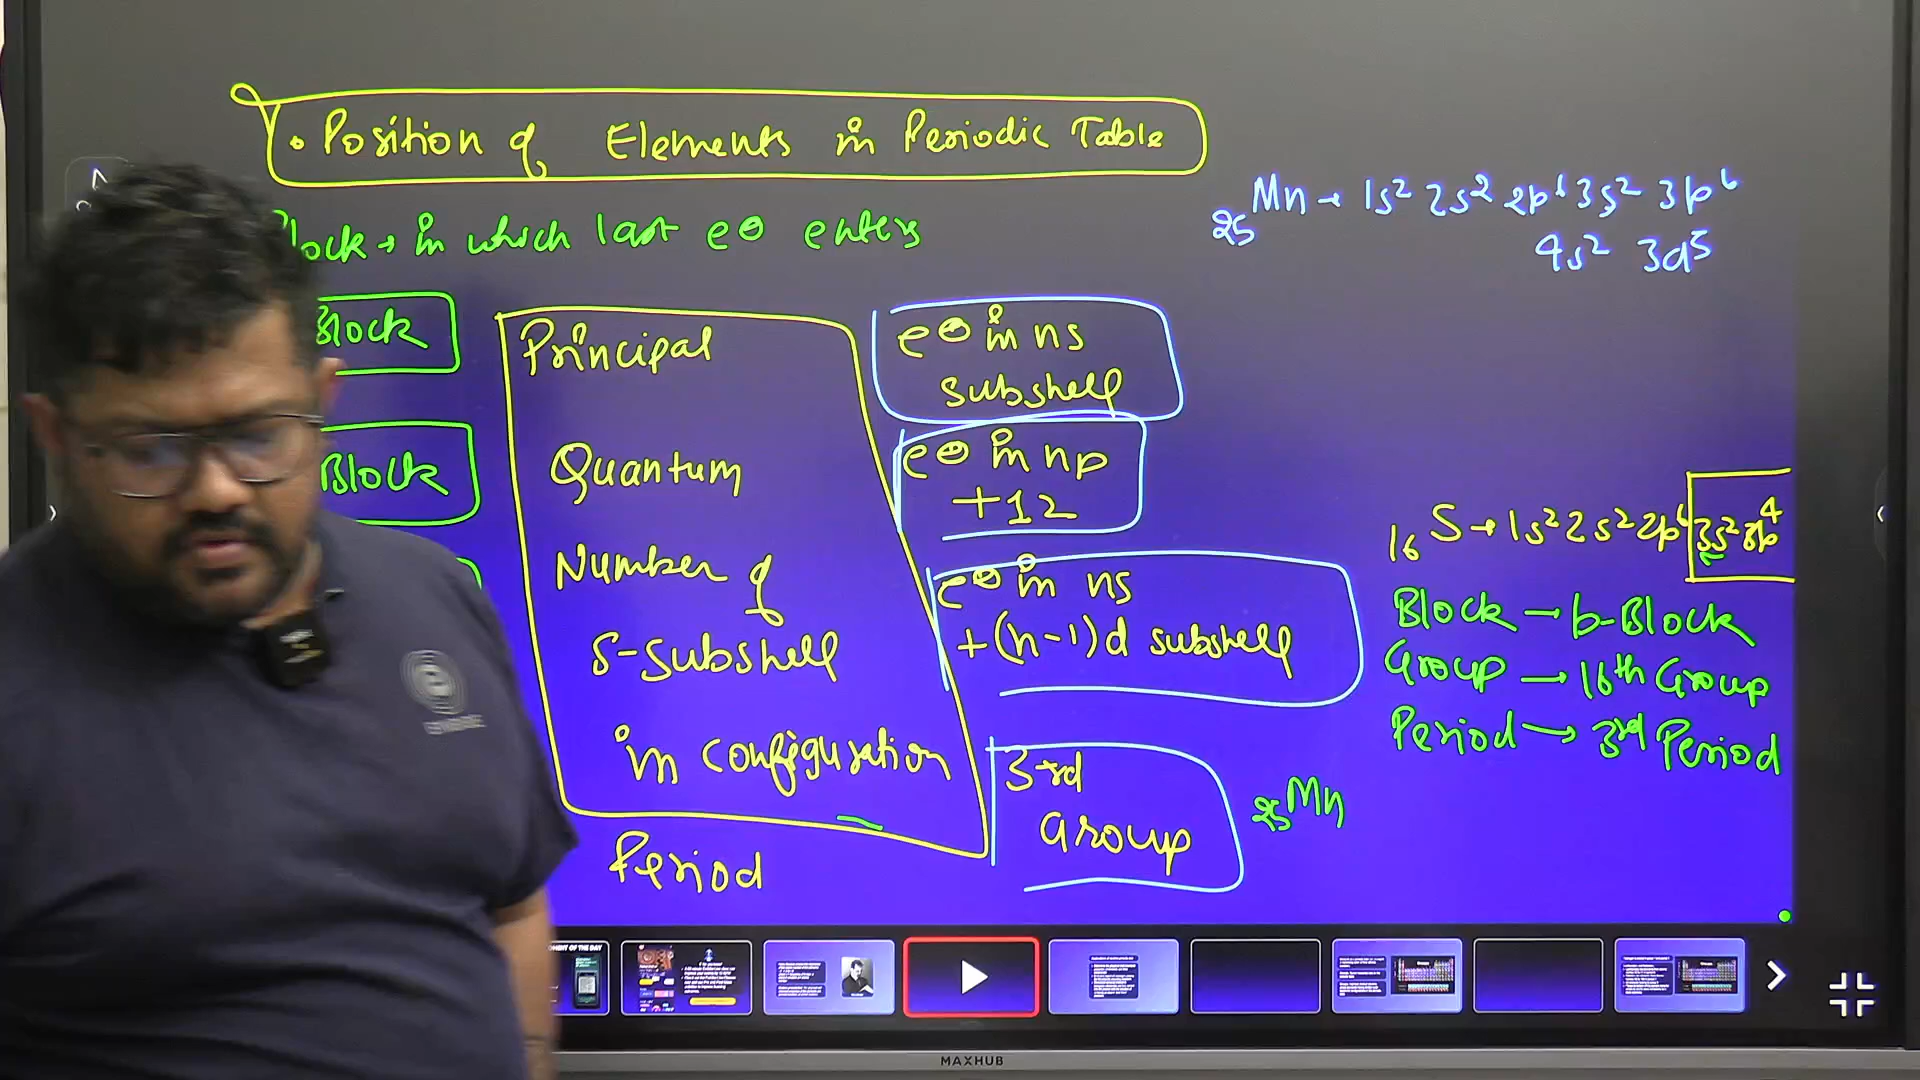 • Position of Elements in Periodic Table
Block → in which last e⊖ enters
25Mn → 1s² 2s² 2p⁶ 3s² 3p⁶
4s² 3d⁵
Block
Block
Principal
Quantum
Number of
s-subshell
in configuration
Period
e⊖ in ns
subshell
e⊖ in np
+12
e⊖ in ns
+(n-1)d subshell
3rd
Group
25Mn
16S → 1s² 2s² 2p⁶ 3s² 3p⁴
Block → p-Block
Group → 16th Group
Period → 3rd Period
MAXHUB